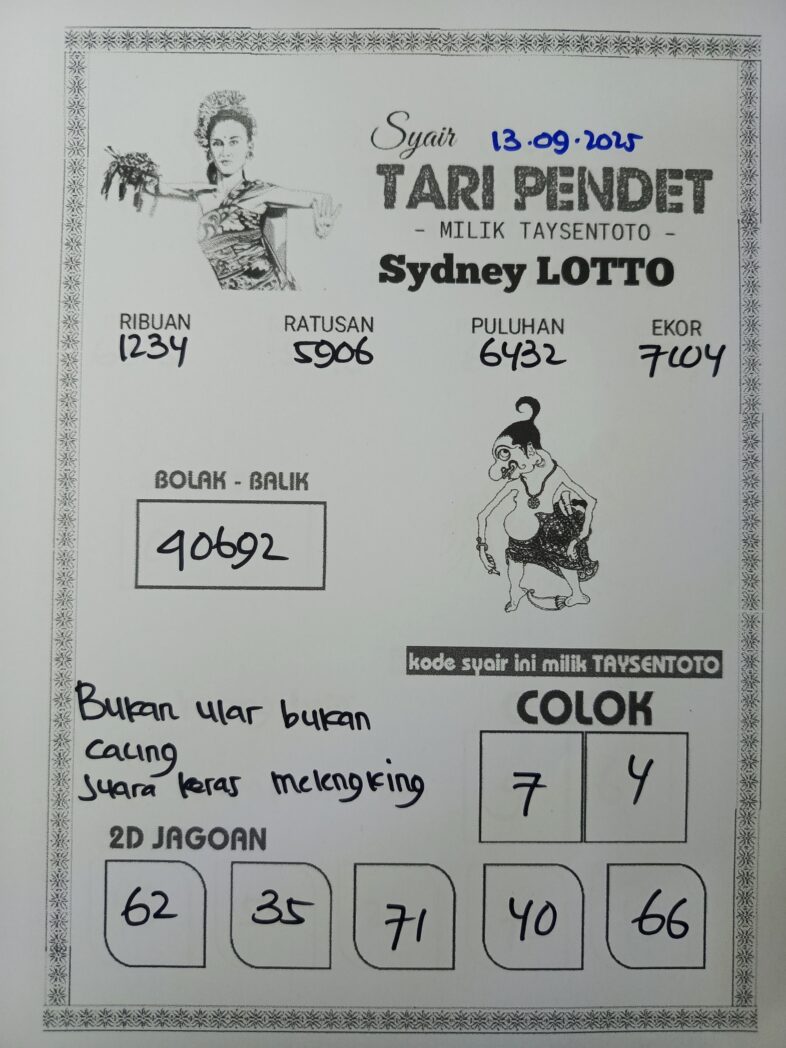 Syair 13.09.2025
TARI PENDET
- MILIK TAYSENTOTO -
Sydney LOTTO
RIBUAN RATUSAN PULUHAN EKOR
1234 5906 6432 7604
BOLAK - BALIK
40692
kode syair ini milik TAYSENTOTO
Bukan ular bukan
cacing
suara keras melengking
COLOK
7 4
2D JAGOAN
62 35 71 40 66